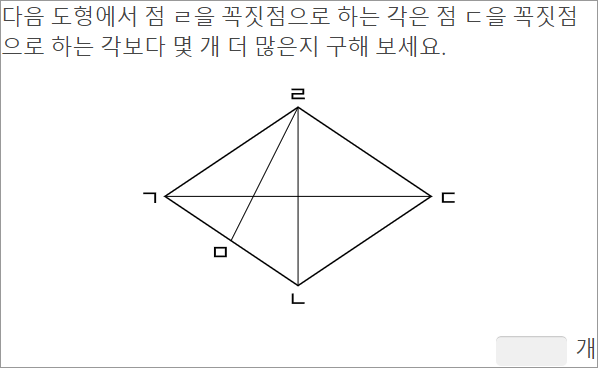 다음 도형에서 점 ㄹ을 꼭짓점으로 하는 각은 점 ㄷ을 꼭짓점
으로 하는 각보다 몇 개 더 많은지 구해 보세요.
ㄹ
ㄱ
ㄷ
ㅁ
ㄴ
개